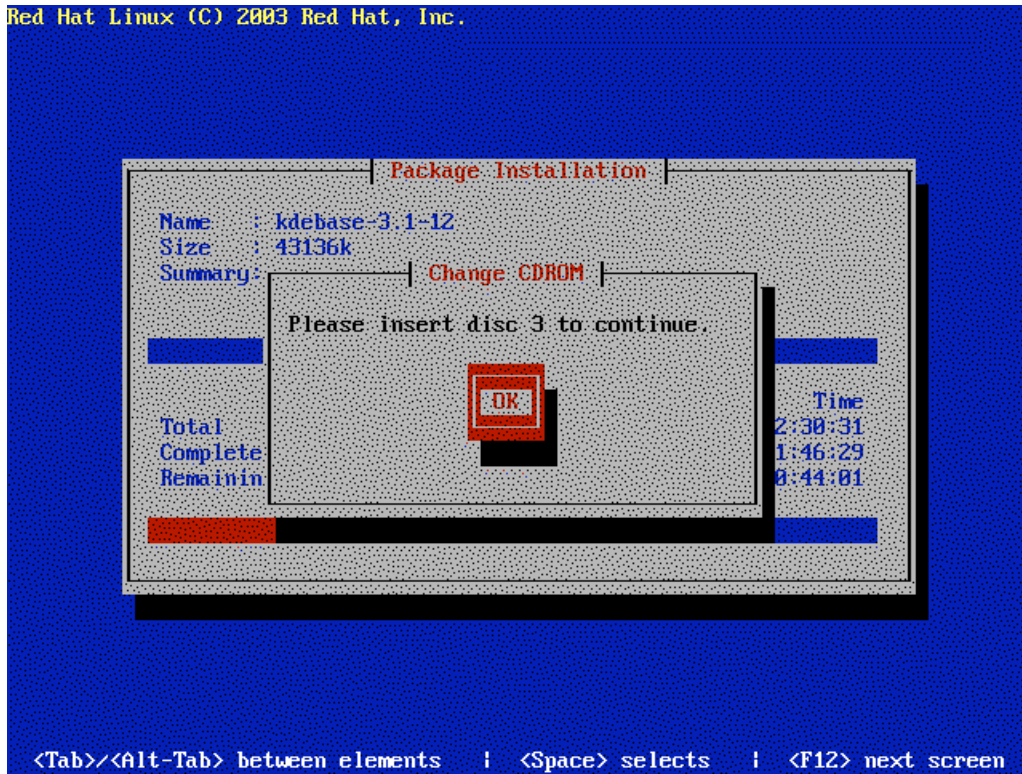 Red Hat Linux (C) 2003 Red Hat, Inc.
Package Installation
Name : kdebase-3.1-12
Size : 43136k
Summary:
Change CDROM
Please insert disc 3 to continue.
OK
Time
Total 2:30:31
Complete 1:46:29
Remainin 0:44:01
<Tab>/<Alt-Tab> between elements | <Space> selects | <F12> next screen